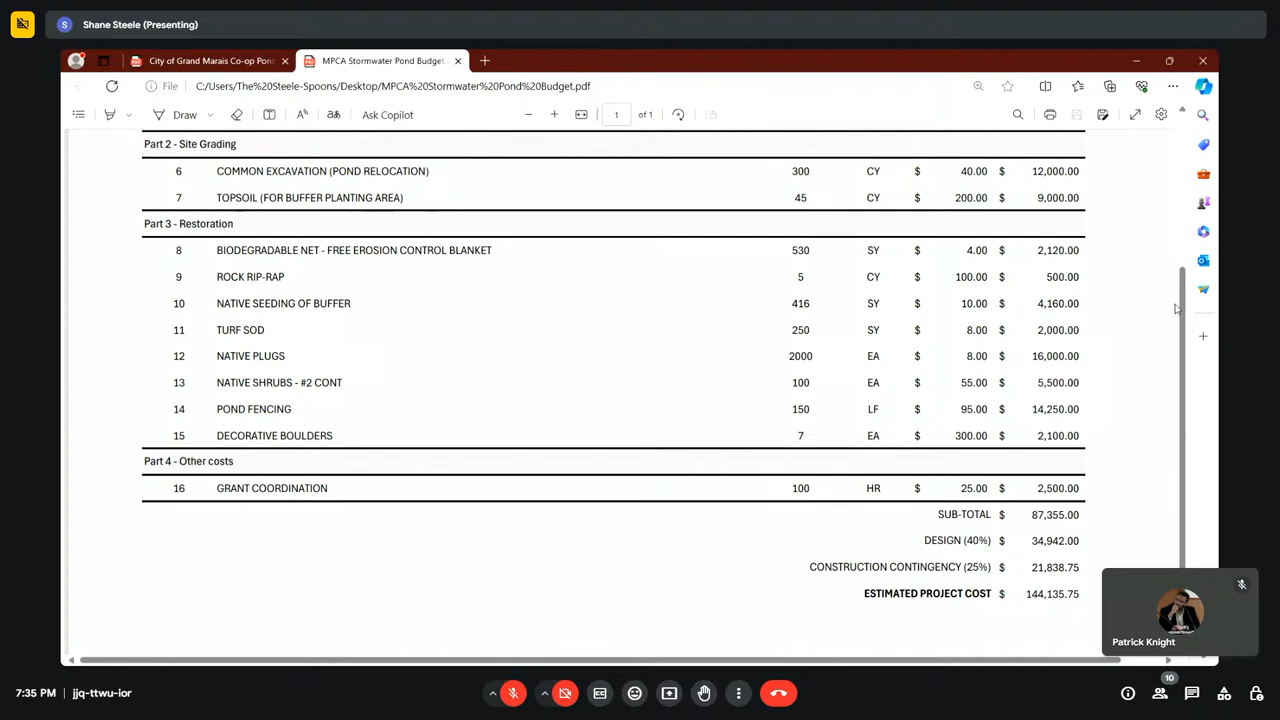 Shane Steele (Presenting)
City of Grand Marais Co-op Pon
MPCA Stormwater Pond Budget.
File C:/Users/The%20Steele-Spoons/Desktop/MPCA%20Stormwater%20Pond%20Budget.pdf
Draw Ask Copilot 1 of 1
Part 2 - Site Grading
6 COMMON EXCAVATION (POND RELOCATION) 300 CY $ 40.00 $ 12,000.00
7 TOPSOIL (FOR BUFFER PLANTING AREA) 45 CY $ 200.00 $ 9,000.00
Part 3 - Restoration
8 BIODEGRADABLE NET - FREE EROSION CONTROL BLANKET 530 SY $ 4.00 $ 2,120.00
9 ROCK RIP-RAP 5 CY $ 100.00 $ 500.00
10 NATIVE SEEDING OF BUFFER 416 SY $ 10.00 $ 4,160.00
11 TURF SOD 250 SY $ 8.00 $ 2,000.00
12 NATIVE PLUGS 2000 EA $ 8.00 $ 16,000.00
13 NATIVE SHRUBS - #2 CONT 100 EA $ 55.00 $ 5,500.00
14 POND FENCING 150 LF $ 95.00 $ 14,250.00
15 DECORATIVE BOULDERS 7 EA $ 300.00 $ 2,100.00
Part 4 - Other costs
16 GRANT COORDINATION 100 HR $ 25.00 $ 2,500.00
SUB-TOTAL $ 87,355.00
DESIGN (40%) $ 34,942.00
CONSTRUCTION CONTINGENCY (25%) $ 21,838.75
ESTIMATED PROJECT COST $ 144,135.75
Patrick Knight
7:35 PM | jjq-ttwu-ior
10